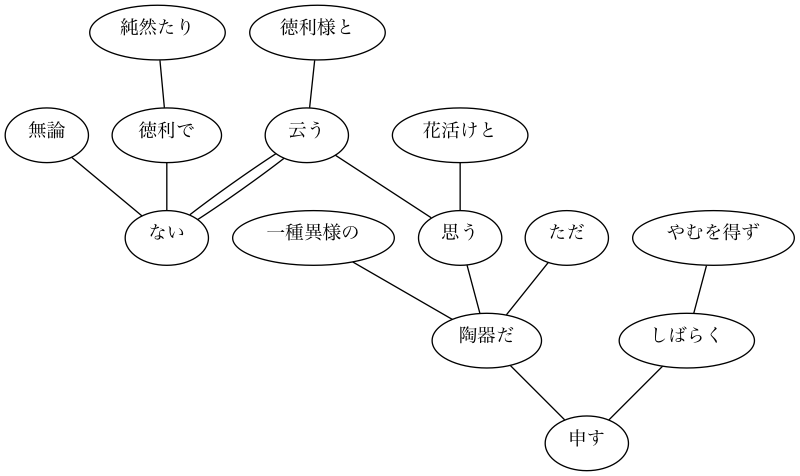 純然たり
徳利様と
無論
徳利で
云う
花活けと
ない
一種異様の
思う
ただ
やむを得ず
陶器だ
しばらく
申す